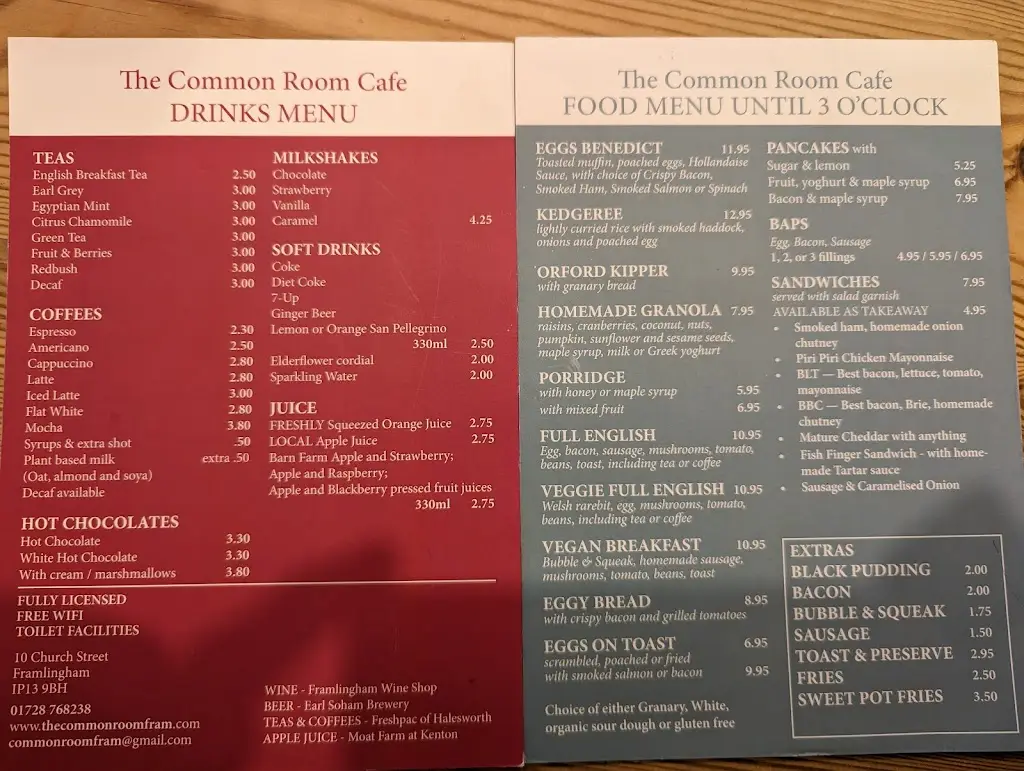 The Common Room Cafe
DRINKS MENU
TEAS
English Breakfast Tea 2.50
Earl Grey 3.00
Egyptian Mint 3.00
Citrus Chamomile 3.00
Green Tea 3.00
Fruit & Berries 3.00
Redbush 3.00
Decaf 3.00
COFFEES
Espresso 2.30
Americano 2.50
Cappuccino 2.80
Latte 2.80
Iced Latte 3.00
Flat White 2.80
Mocha 3.80
Syrups & extra shot .50
Plant based milk extra .50
(Oat, almond and soya)
Decaf available
HOT CHOCOLATES
Hot Chocolate 3.30
White Hot Chocolate 3.30
With cream / marshmallows 3.80
MILKSHAKES
Chocolate
Strawberry
Vanilla
Caramel 4.25
SOFT DRINKS
Coke
Diet Coke
7-Up
Ginger Beer
Lemon or Orange San Pellegrino
330ml 2.50
Elderflower cordial 2.00
Sparkling Water 2.00
JUICE
FRESHLY Squeezed Orange Juice 2.75
LOCAL Apple Juice 2.75
Barn Farm Apple and Strawberry;
Apple and Raspberry;
Apple and Blackberry pressed fruit juices
330ml 2.75
FULLY LICENSED
FREE WIFI
TOILET FACILITIES
10 Church Street
Framlingham
IP13 9BH
01728 768238
www.thecommonroomfram.com
commonroomfram@gmail.com
WINE - Framlingham Wine Shop
BEER - Earl Soham Brewery
TEAS & COFFEES - Freshpac of Halesworth
APPLE JUICE - Moat Farm at Kenton
The Common Room Cafe
FOOD MENU UNTIL 3 O'CLOCK
EGGS BENEDICT 11.95
Toasted muffin, poached eggs, Hollandaise
Sauce, with choice of Crispy Bacon,
Smoked Ham, Smoked Salmon or Spinach
KEDGEREE 12.95
lightly curried rice with smoked haddock,
onions and poached egg
ORFORD KIPPER 9.95
with granary bread
HOMEMADE GRANOLA 7.95
raisins, cranberries, coconut, nuts,
pumpkin, sunflower and sesame seeds,
maple syrup, milk or Greek yoghurt
PORRIDGE
with honey or maple syrup 5.95
with mixed fruit 6.95
FULL ENGLISH 10.95
Egg, bacon, sausage, mushrooms, tomato,
beans, toast, including tea or coffee
VEGGIE FULL ENGLISH 10.95
Welsh rarebit, egg, mushrooms, tomato,
beans, including tea or coffee
VEGAN BREAKFAST 10.95
Bubble & Squeak, homemade sausage,
mushrooms, tomato, beans, toast
EGGY BREAD 8.95
with crispy bacon and grilled tomatoes
EGGS ON TOAST 6.95
scrambled, poached or fried
with smoked salmon or bacon 9.95
Choice of either Granary, White,
organic sour dough or gluten free
PANCAKES with
Sugar & lemon 5.25
Fruit, yoghurt & maple syrup 6.95
Bacon & maple syrup 7.95
BAPS
Egg, Bacon, Sausage
1, 2, or 3 fillings 4.95 / 5.95 / 6.95
SANDWICHES 7.95
served with salad garnish
AVAILABLE AS TAKEAWAY 4.95
• Smoked ham, homemade onion
chutney
• Piri Piri Chicken Mayonnaise
• BLT — Best bacon, lettuce, tomato,
mayonnaise
• BBC — Best bacon, Brie, homemade
chutney
• Mature Cheddar with anything
• Fish Finger Sandwich - with home-
made Tartar sauce
• Sausage & Caramelised Onion
EXTRAS
BLACK PUDDING 2.00
BACON 2.00
BUBBLE & SQUEAK 1.75
SAUSAGE 1.50
TOAST & PRESERVE 2.95
FRIES 2.50
SWEET POT FRIES 3.50